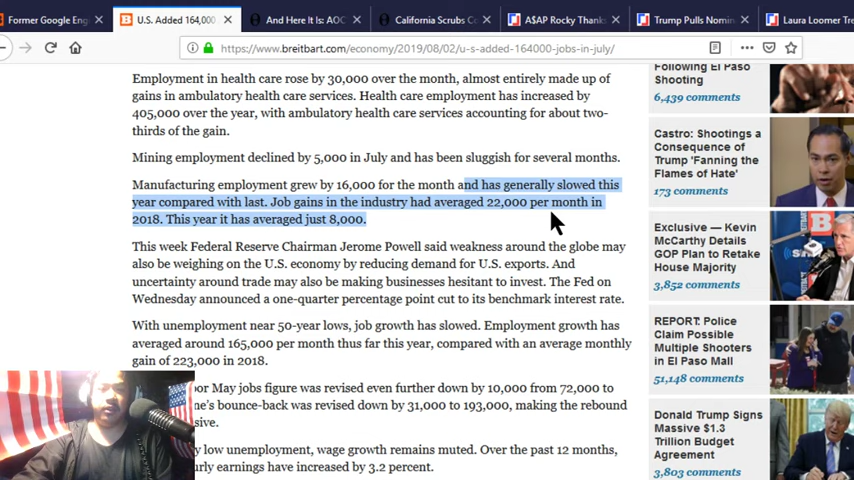 Former Google Eng
U.S. Added 164,000
And Here It Is: AOC
California Scrubs Co
A$AP Rocky Thanks
Trump Pulls Nomin
Laura Loomer Tre
https://www.breitbart.com/economy/2019/08/02/u-s-added-164000-jobs-in-july/
Employment in health care rose by 30,000 over the month, almost entirely made up of
gains in ambulatory health care services. Health care employment has increased by
405,000 over the year, with ambulatory health care services accounting for about two-
thirds of the gain.
Mining employment declined by 5,000 in July and has been sluggish for several months.
Manufacturing employment grew by 16,000 for the month and has generally slowed this
year compared with last. Job gains in the industry had averaged 22,000 per month in
2018. This year it has averaged just 8,000.
This week Federal Reserve Chairman Jerome Powell said weakness around the globe may
also be weighing on the U.S. economy by reducing demand for U.S. exports. And
uncertainty around trade may also be making businesses hesitant to invest. The Fed on
Wednesday announced a one-quarter percentage point cut to its benchmark interest rate.
With unemployment near 50-year lows, job growth has slowed. Employment growth has
averaged around 165,000 per month thus far this year, compared with an average monthly
gain of 223,000 in 2018.
or May jobs figure was revised even further down by 10,000 from 72,000 to
ne's bounce-back was revised down by 31,000 to 193,000, making the rebound
sive.
y low unemployment, wage growth remains muted. Over the past 12 months,
urly earnings have increased by 3.2 percent.
Following El Paso
Shooting
6,439 comments
Castro: Shootings a
Consequence of
Trump 'Fanning the
Flames of Hate'
173 comments
Exclusive — Kevin
McCarthy Details
GOP Plan to Retake
House Majority
3,852 comments
REPORT: Police
Claim Possible
Multiple Shooters
in El Paso Mall
51,148 comments
Donald Trump Signs
Massive $1.3
Trillion Budget
Agreement
3,803 comments